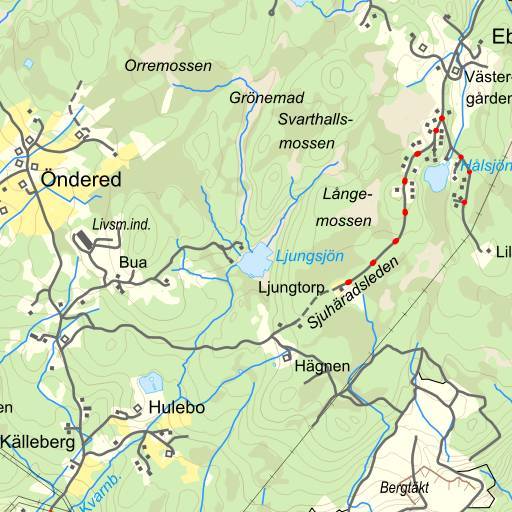 Eb
Orremossen
Väster-
gården
Grönemad
Svarthalls-
mossen
Hålsjön
Öndered
Långe-
mossen
Livsm.ind.
Lil
Ljungsjön
Bua
Ljungtorp
Sjuhäradsleden
Hägnen
en
Hulebo
Källeberg
Kvarnb.
Bergtäkt